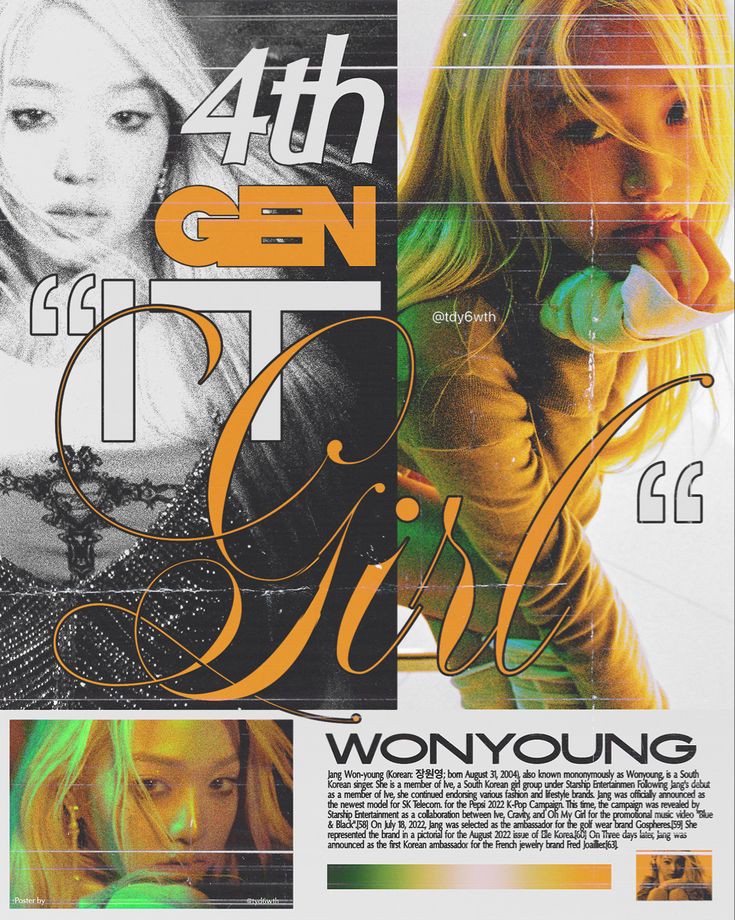 4th
GEN
“IT
Girl“
@tdy6wth
WONYOUNG
Jang Won-young (Korean: 장원영; born August 31, 2004), also known mononymously as Wonyoung, is a South
Korean singer. She is a member of Ive, a South Korean girl group under Starship Entertainmen Following Jang's debut
as a member of Ive, she continued endorsing various fashion and lifestyle brands. Jang was officially announced as
the newest model for SK Telecom. for the Pepsi 2022 K-Pop Campaign. This time, the campaign was revealed by
Starship Entertainment as a collaboration between Ive, Cravity, and Oh My Girl for the promotional music video "Blue
& Black".[58] On July 18, 2022, Jang was selected as the ambassador for the golf wear brand Gospheres.[59] She
represented the brand in a pictorial for the August 2022 issue of Elle Korea.[60] On Three days later, Jang was
announced as the first Korean ambassador for the French jewelry brand Fred Joaillier.[63].
:Poster by
@tyd6wth